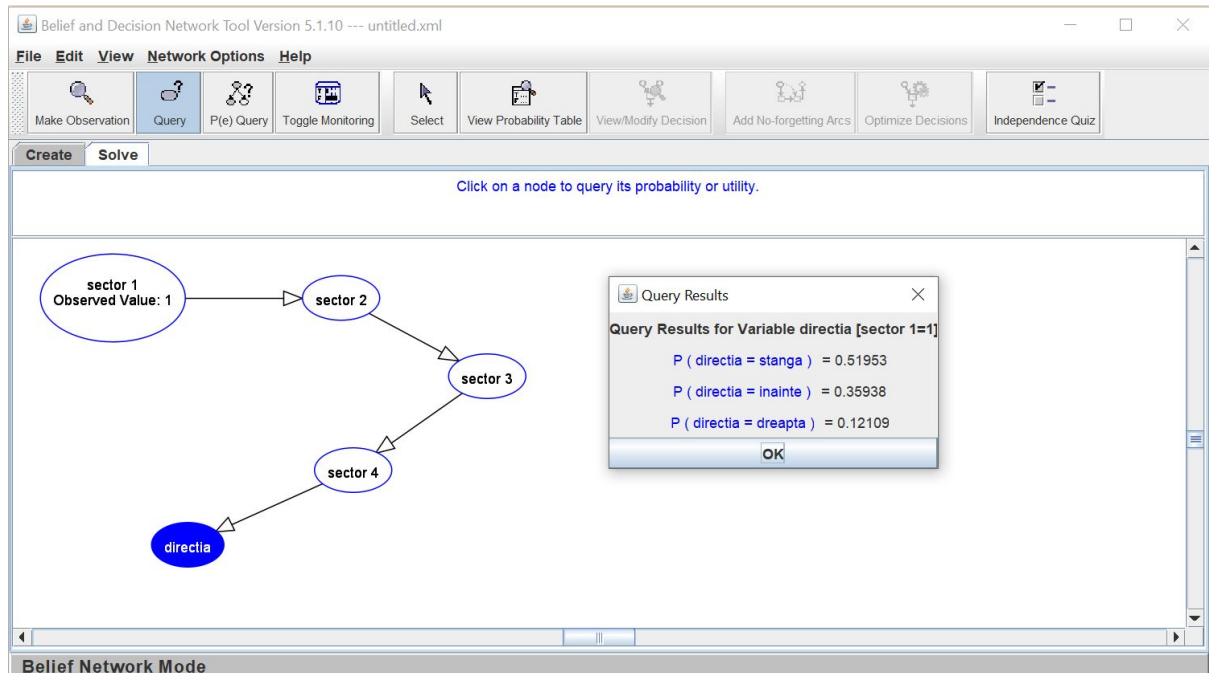 Belief and Decision Network Tool Version 5.1.10 --- untitled.xml
File Edit View Network Options Help
Make Observation Query P(e) Query Toggle Monitoring Select View Probability Table View/Modify Decision Add No-forgetting Arcs Optimize Decisions Independence Quiz
Create Solve
Click on a node to query its probability or utility.
sector 1
Observed Value: 1
sector 2
sector 3
sector 4
directia
Query Results
Query Results for Variable directia [sector 1=1]
P ( directia = stanga ) = 0.51953
P ( directia = inainte ) = 0.35938
P ( directia = dreapta ) = 0.12109
OK
Belief Network Mode